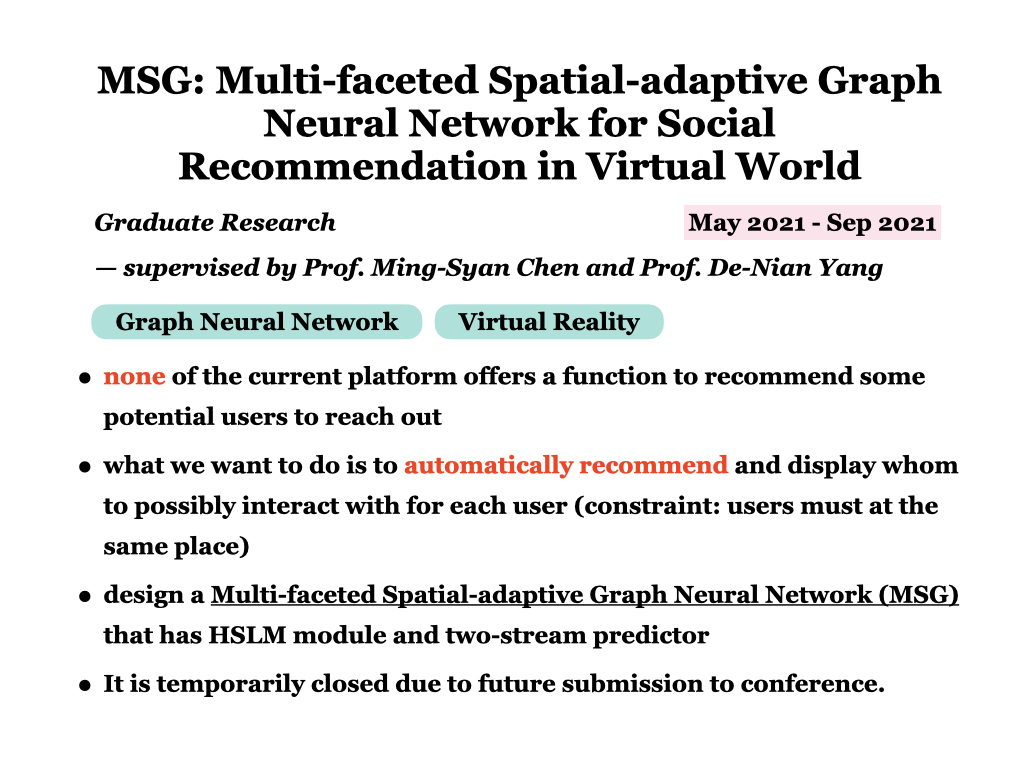 MSG: Multi-faceted Spatial-adaptive Graph
Neural Network for Social
Recommendation in Virtual World
Graduate Research
May 2021 - Sep 2021
— supervised by Prof. Ming-Syan Chen and Prof. De-Nian Yang
Graph Neural Network
Virtual Reality
• none of the current platform offers a function to recommend some
potential users to reach out
• what we want to do is to automatically recommend and display whom
to possibly interact with for each user (constraint: users must at the
same place)
• design a Multi-faceted Spatial-adaptive Graph Neural Network (MSG)
that has HSLM module and two-stream predictor
• It is temporarily closed due to future submission to conference.